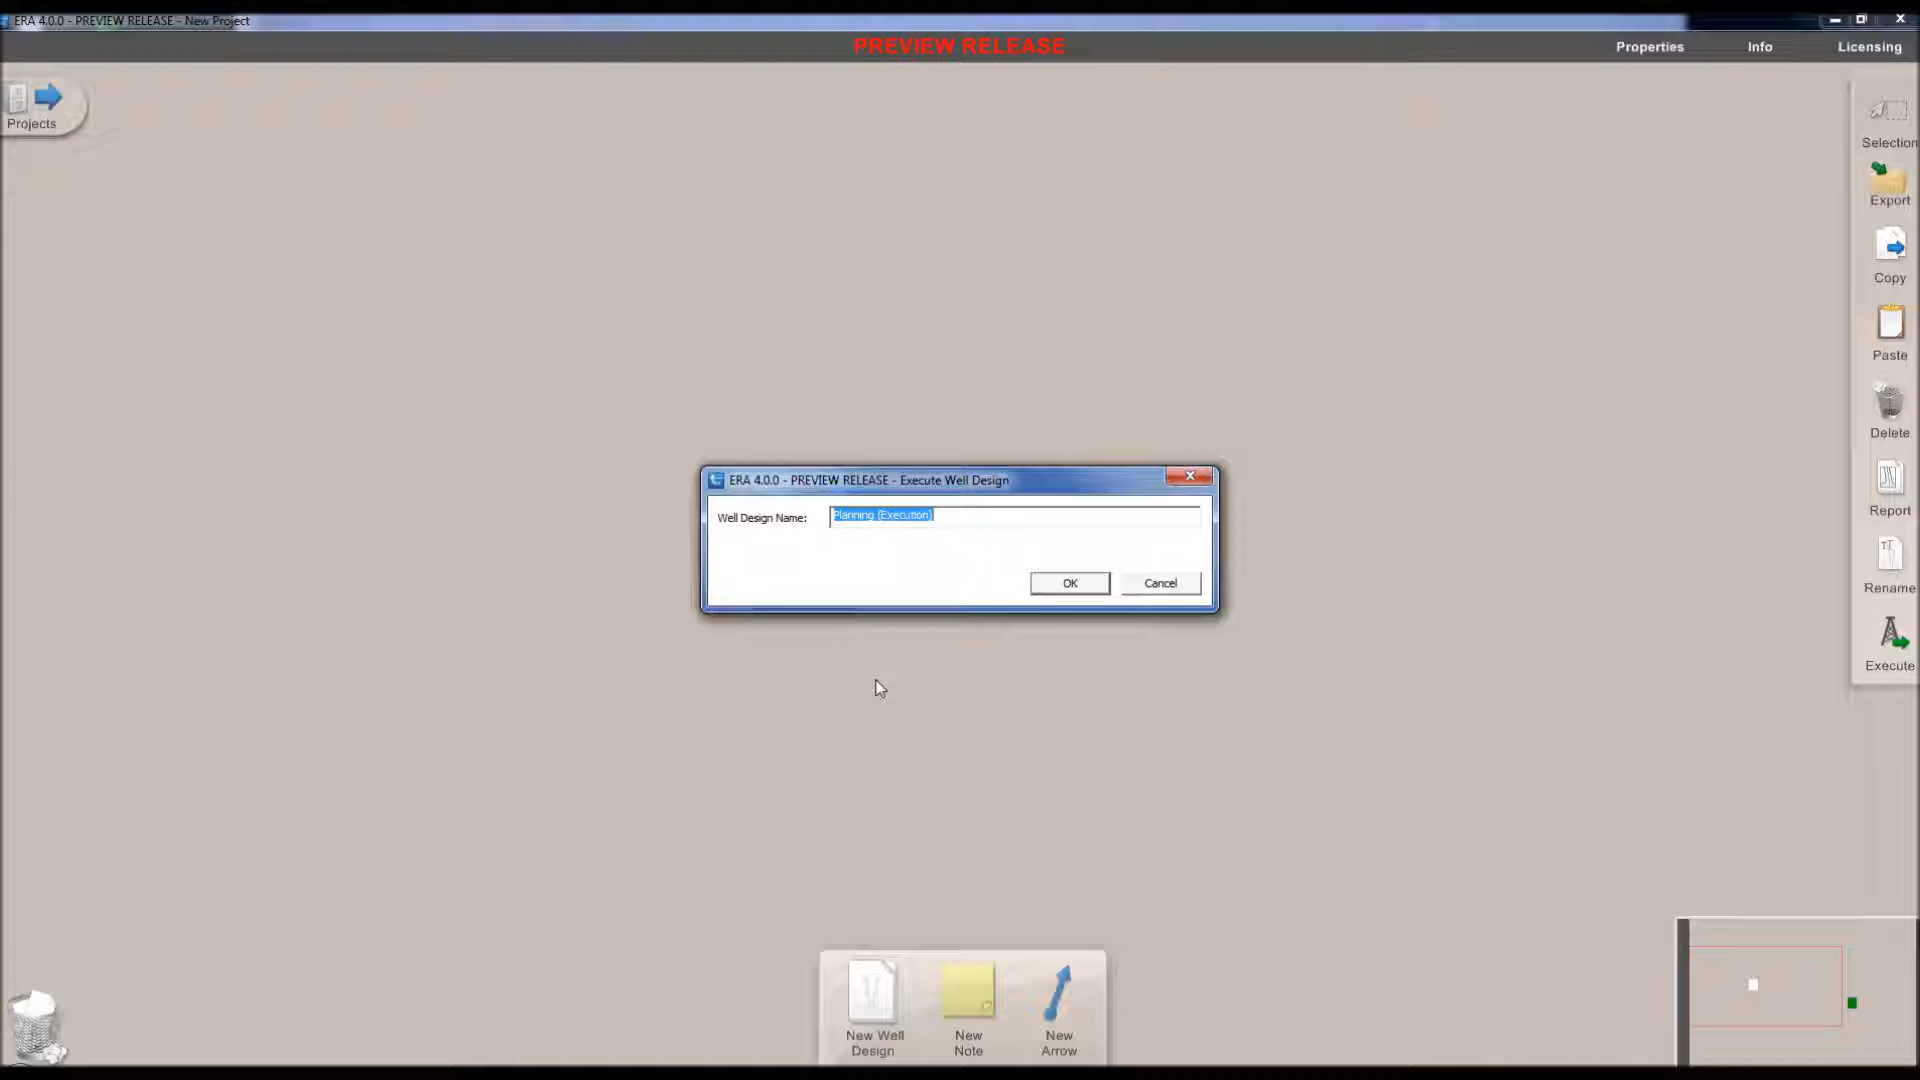 ERA 4.0.0 - PREVIEW RELEASE - New Project
PREVIEW RELEASE
Properties
Info
Licensing
Projects
Selection
Export
Copy
Paste
Delete
Report
Rename
Execute
ERA 4.0.0 - PREVIEW RELEASE - Execute Well Design
Well Design Name:
Planning (Execution)
OK
Cancel
New Well
Design
New
Note
New
Arrow